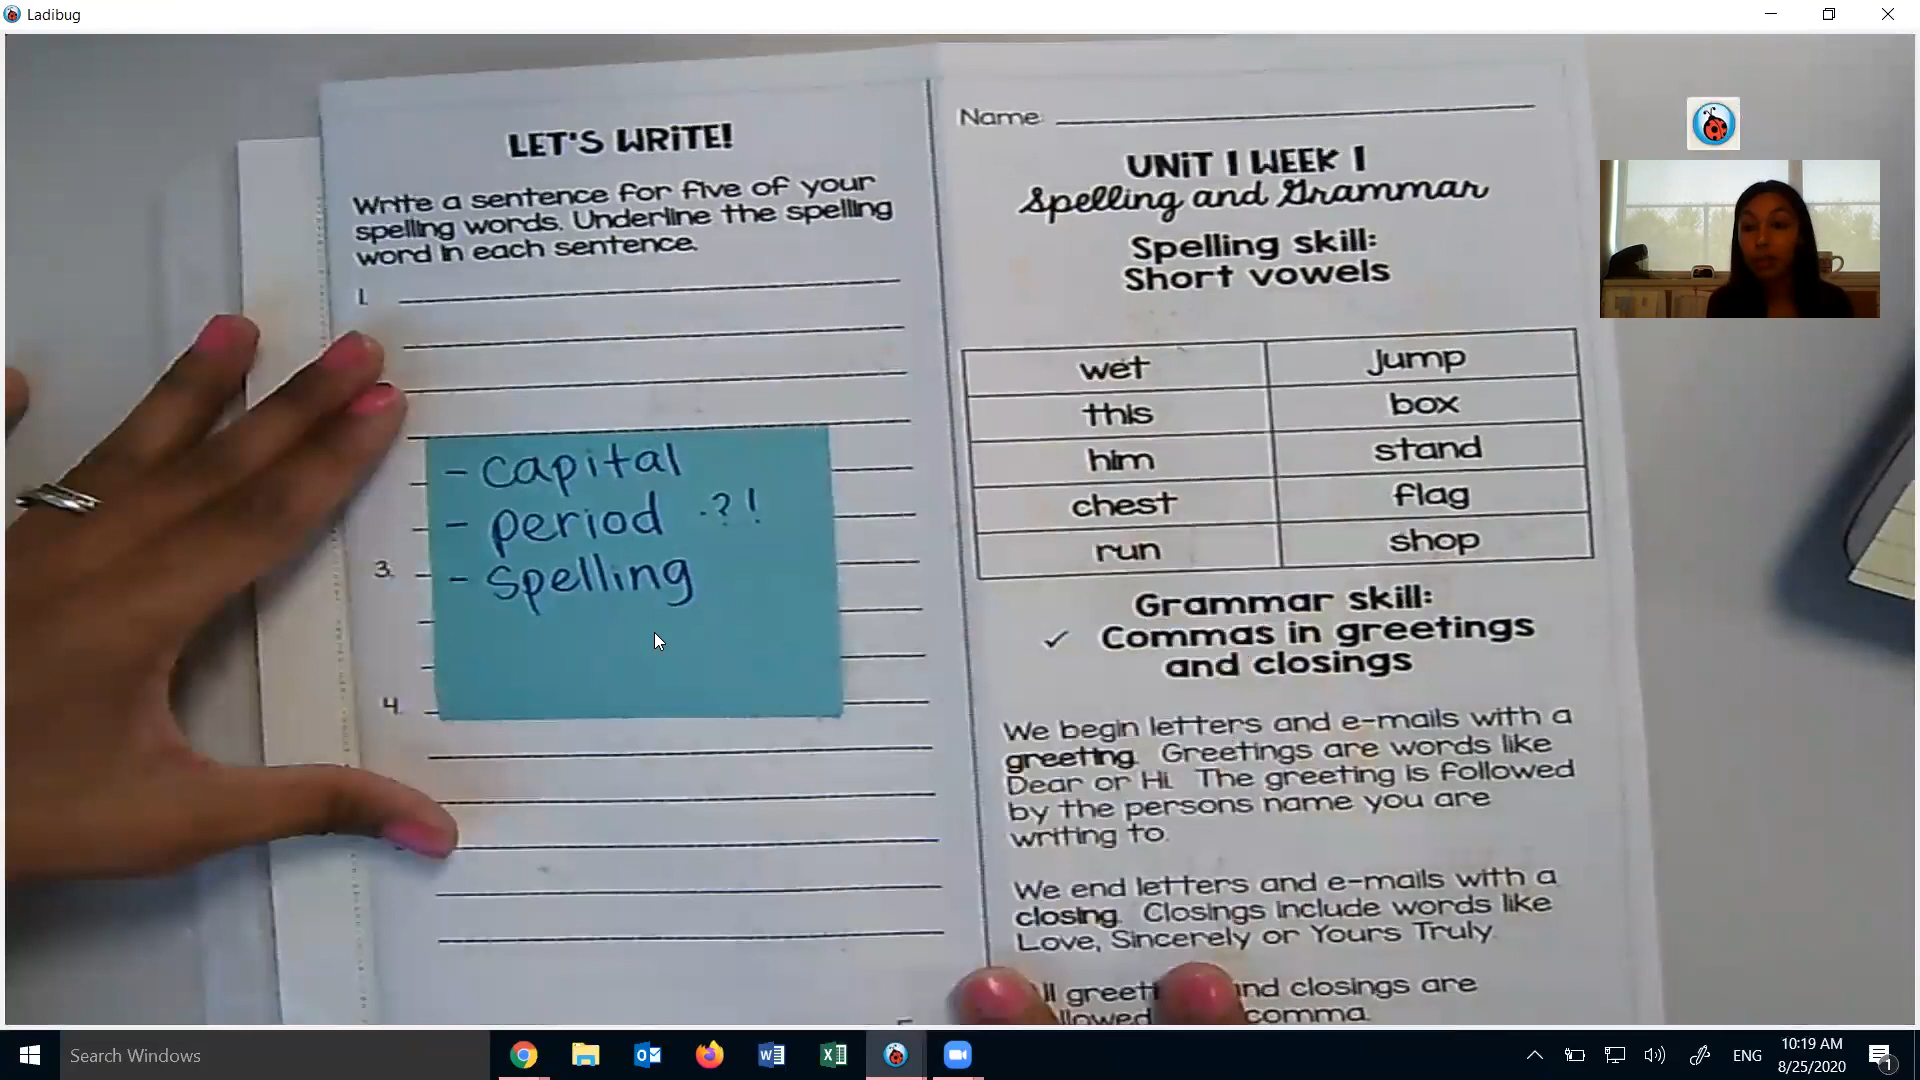 Ladibug
LET'S WRITE!
Write a sentence for five of your
spelling words. Underline the spelling
word in each sentence.
1.
- capital
- period .?!
3. - Spelling
4.
Name:
UNIT 1 WEEK 1
Spelling and Grammar
Spelling skill:
Short vowels
wet jump
this box
him stand
chest flag
run shop
Grammar skill:
✓ Commas in greetings
and closings
We begin letters and e-mails with a
greeting. Greetings are words like
Dear or Hi. The greeting is followed
by the persons name you are
writing to.
We end letters and e-mails with a
closing. Closings include words like
Love, Sincerely or Yours Truly.
and closings are
comma.
Search Windows
ENG
10:19 AM
8/25/2020
1